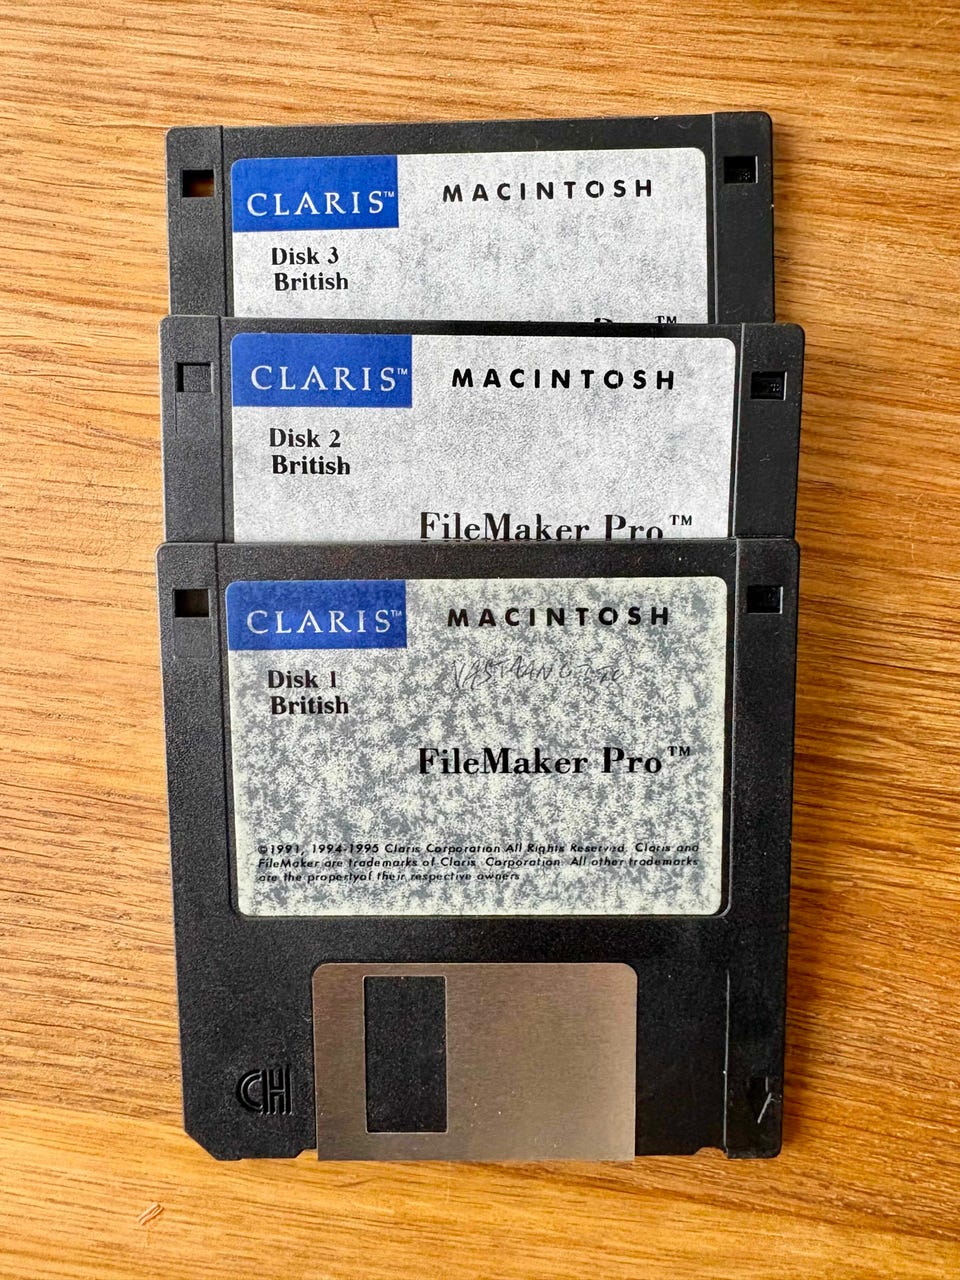 CLARIS™
MACINTOSH
Disk 3
British
Pro™
CLARIS™
MACINTOSH
Disk 2
British
FileMaker Pro™
CLARIS™
MACINTOSH
Disk 1
British
FileMaker Pro™
©1991, 1994-1995 Claris Corporation All Rights Reserved. Claris and
FileMaker are trademarks of Claris Corporation. All other trademarks
are the propertyof their respective owners
HD